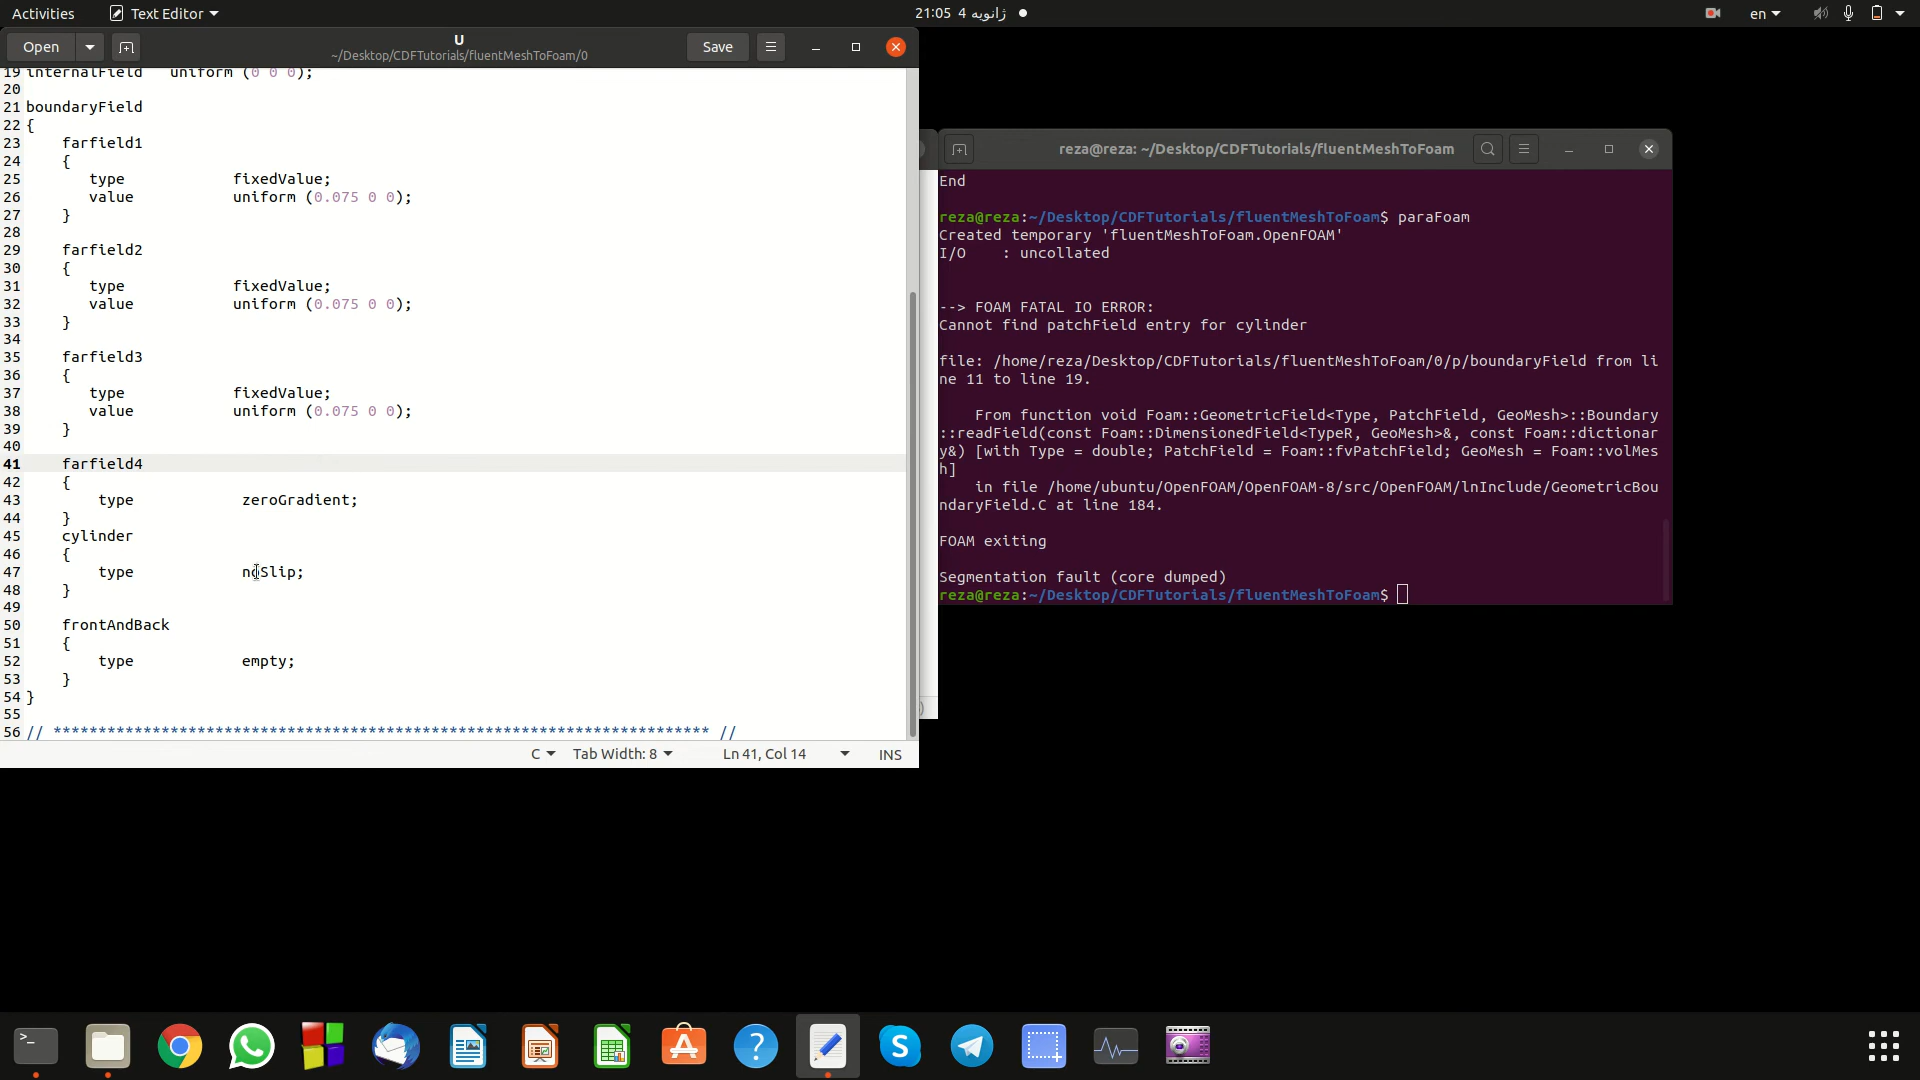 Activities
Text Editor
21:05 4 ژانویه
en
Open
U
~/Desktop/CDFTutorials/fluentMeshToFoam/0
Save
19 internalField   uniform (0 0 0);
20
21 boundaryField
22 {
23     farfield1
24     {
25        type            fixedValue;
26        value           uniform (0.075 0 0);
27     }
28
29     farfield2
30     {
31        type            fixedValue;
32        value           uniform (0.075 0 0);
33     }
34
35     farfield3
36     {
37        type            fixedValue;
38        value           uniform (0.075 0 0);
39     }
40
41     farfield4
42     {
43         type            zeroGradient;
44     }
45     cylinder
46     {
47         type            noSlip;
48     }
49
50     frontAndBack
51     {
52         type            empty;
53     }
54 }
55
56 // ************************************************************************* //
C
Tab Width: 8
Ln 41, Col 14
INS
reza@reza: ~/Desktop/CDFTutorials/fluentMeshToFoam
End
reza@reza:~/Desktop/CDFTutorials/fluentMeshToFoam$ paraFoam
Created temporary 'fluentMeshToFoam.OpenFOAM'
I/O    : uncollated
--> FOAM FATAL IO ERROR:
Cannot find patchField entry for cylinder
file: /home/reza/Desktop/CDFTutorials/fluentMeshToFoam/0/p/boundaryField from li
ne 11 to line 19.
    From function void Foam::GeometricField<Type, PatchField, GeoMesh>::Boundary
::readField(const Foam::DimensionedField<TypeR, GeoMesh>&, const Foam::dictionar
y&) [with Type = double; PatchField = Foam::fvPatchField; GeoMesh = Foam::volMes
h]
    in file /home/ubuntu/OpenFOAM/OpenFOAM-8/src/OpenFOAM/lnInclude/GeometricBou
ndaryField.C at line 184.
FOAM exiting
Segmentation fault (core dumped)
reza@reza:~/Desktop/CDFTutorials/fluentMeshToFoam$